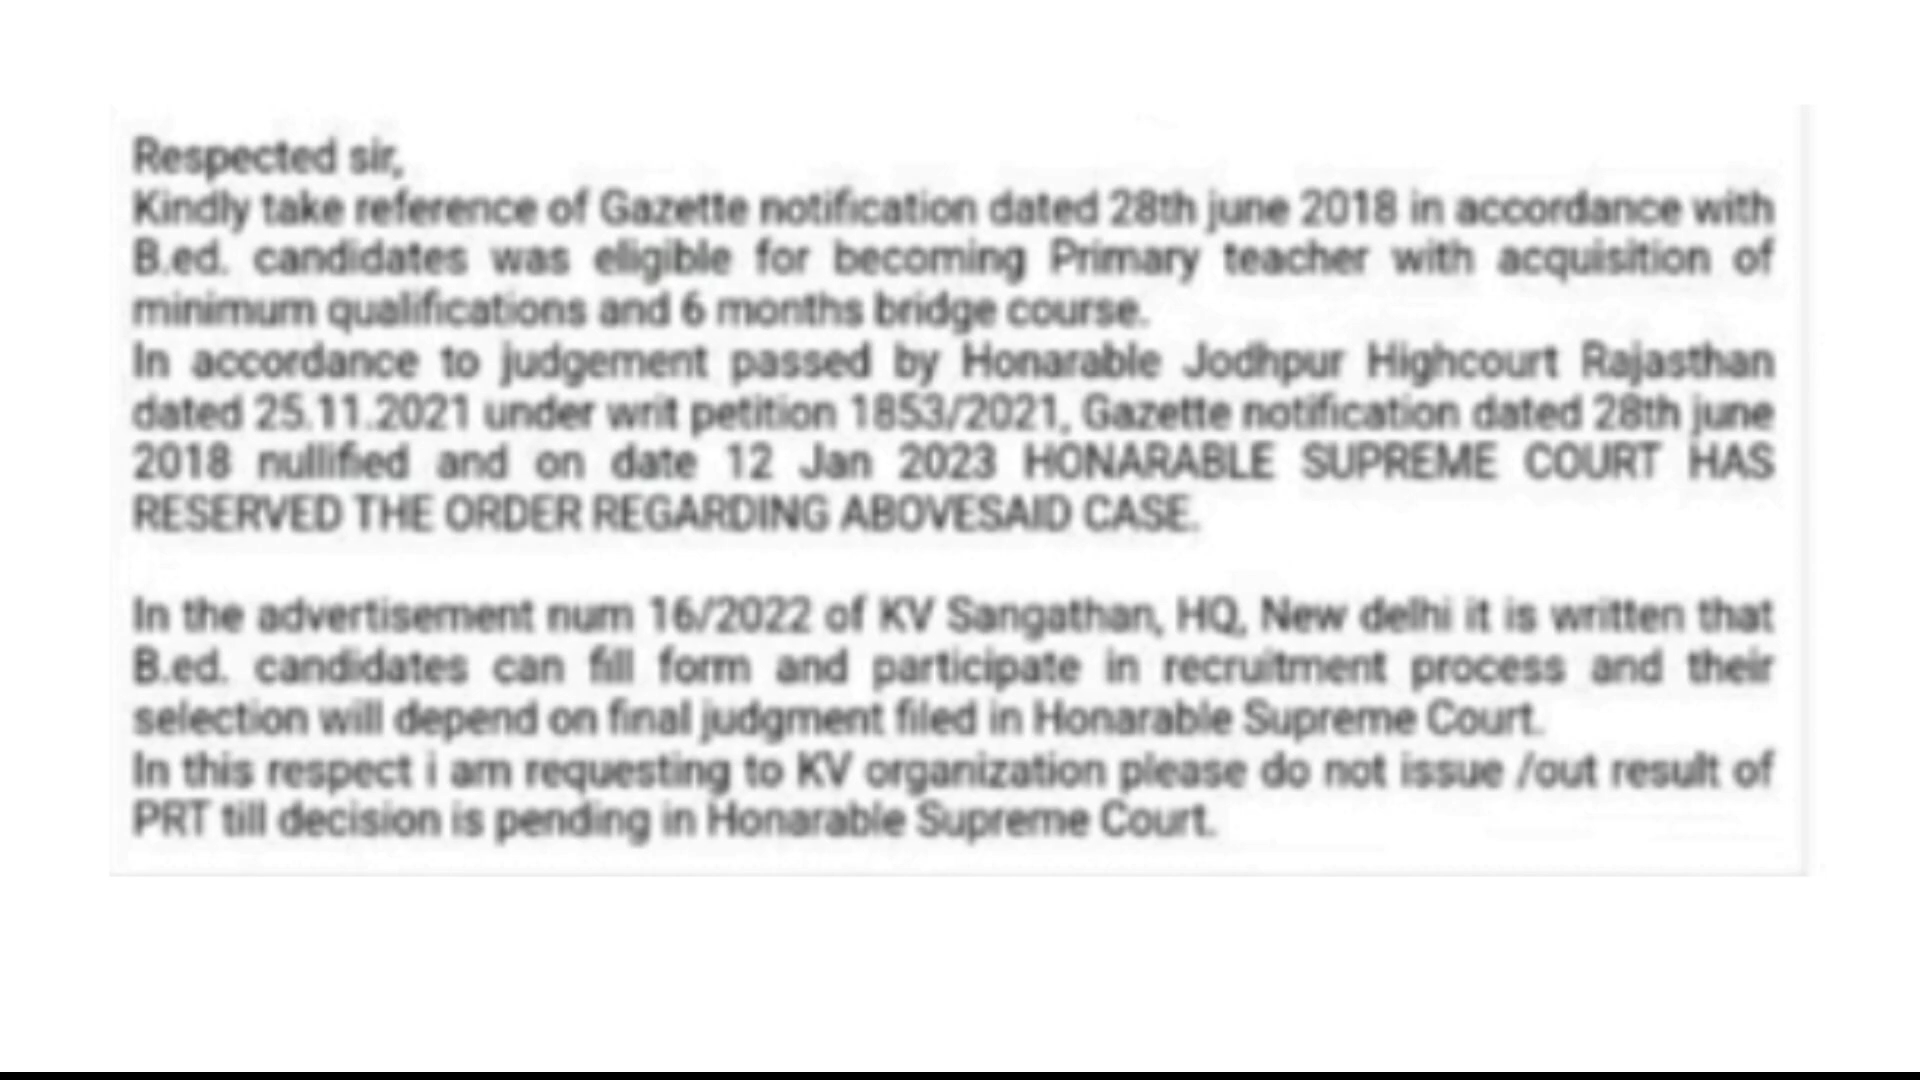 Respected sir,
Kindly take reference of Gazette notification dated 28th june 2018 in accordance with
B.ed. candidates was eligible for becoming Primary teacher with acquisition of
minimum qualifications and 6 months bridge course.
In accordance to judgement passed by Honarable Jodhpur Highcourt Rajasthan
dated 25.11.2021 under writ petition 1853/2021, Gazette notification dated 28th june
2018 nullified and on date 12 Jan 2023 HONARABLE SUPREME COURT HAS
RESERVED THE ORDER REGARDING ABOVESAID CASE.
In the advertisement num 16/2022 of KV Sangathan, HQ, New delhi it is written that
B.ed. candidates can fill form and participate in recruitment process and their
selection will depend on final judgment filed in Honarable Supreme Court.
In this respect i am requesting to KV organization please do not issue /out result of
PRT till decision is pending in Honarable Supreme Court.